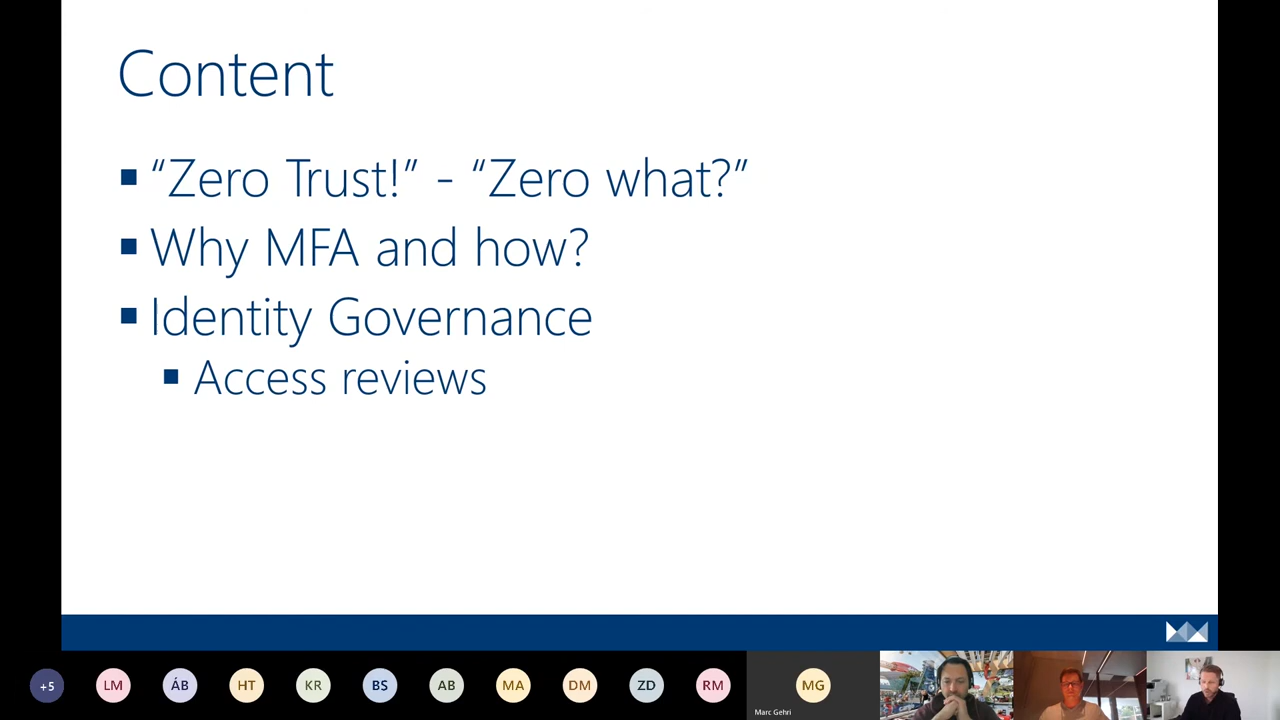 Content
“Zero Trust!” - “Zero what?”
Why MFA and how?
Identity Governance
Access reviews
+5
LM
ÁB
HT
KR
BS
AB
MA
DM
ZD
RM
MG
Marc Gehri